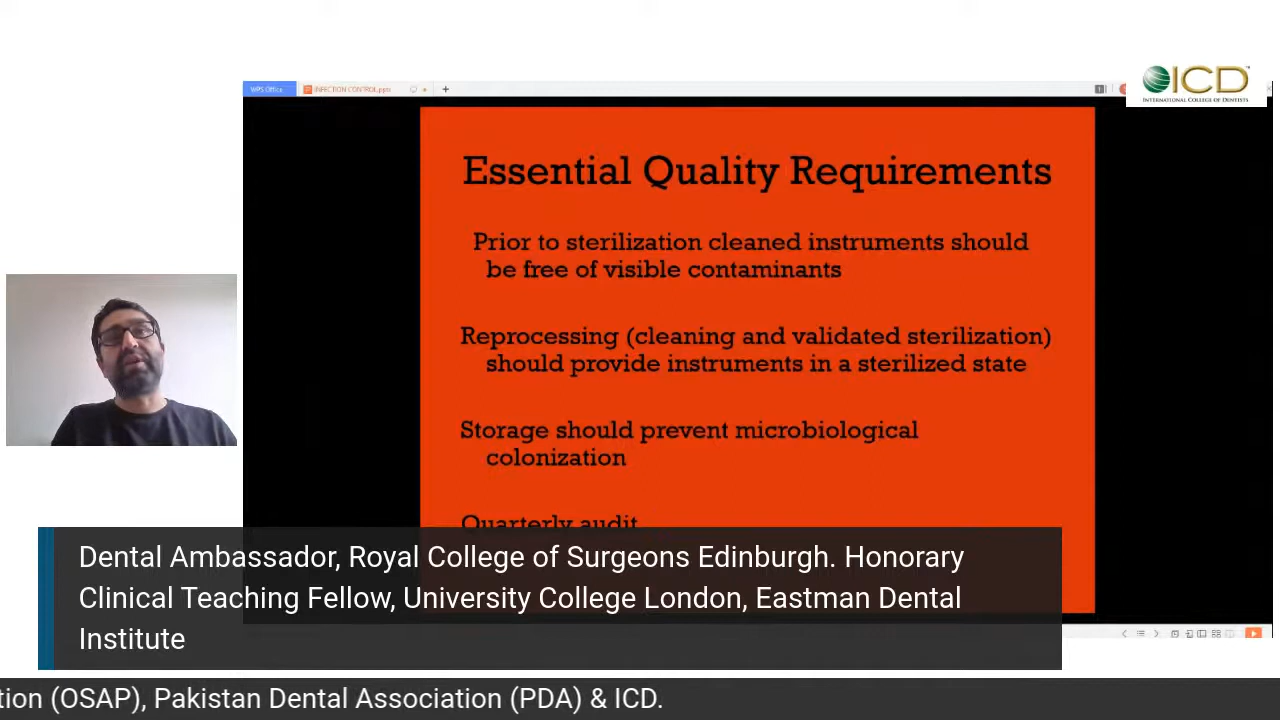 WPS Office
INFECTION CONTROL.pptx
ICD
INTERNATIONAL COLLEGE OF DENTISTS
Essential Quality Requirements
Prior to sterilization cleaned instruments should
be free of visible contaminants
Reprocessing (cleaning and validated sterilization)
should provide instruments in a sterilized state
Storage should prevent microbiological
colonization
Quarterly audit
Dental Ambassador, Royal College of Surgeons Edinburgh. Honorary
Clinical Teaching Fellow, University College London, Eastman Dental
Institute
tion (OSAP), Pakistan Dental Association (PDA) & ICD.